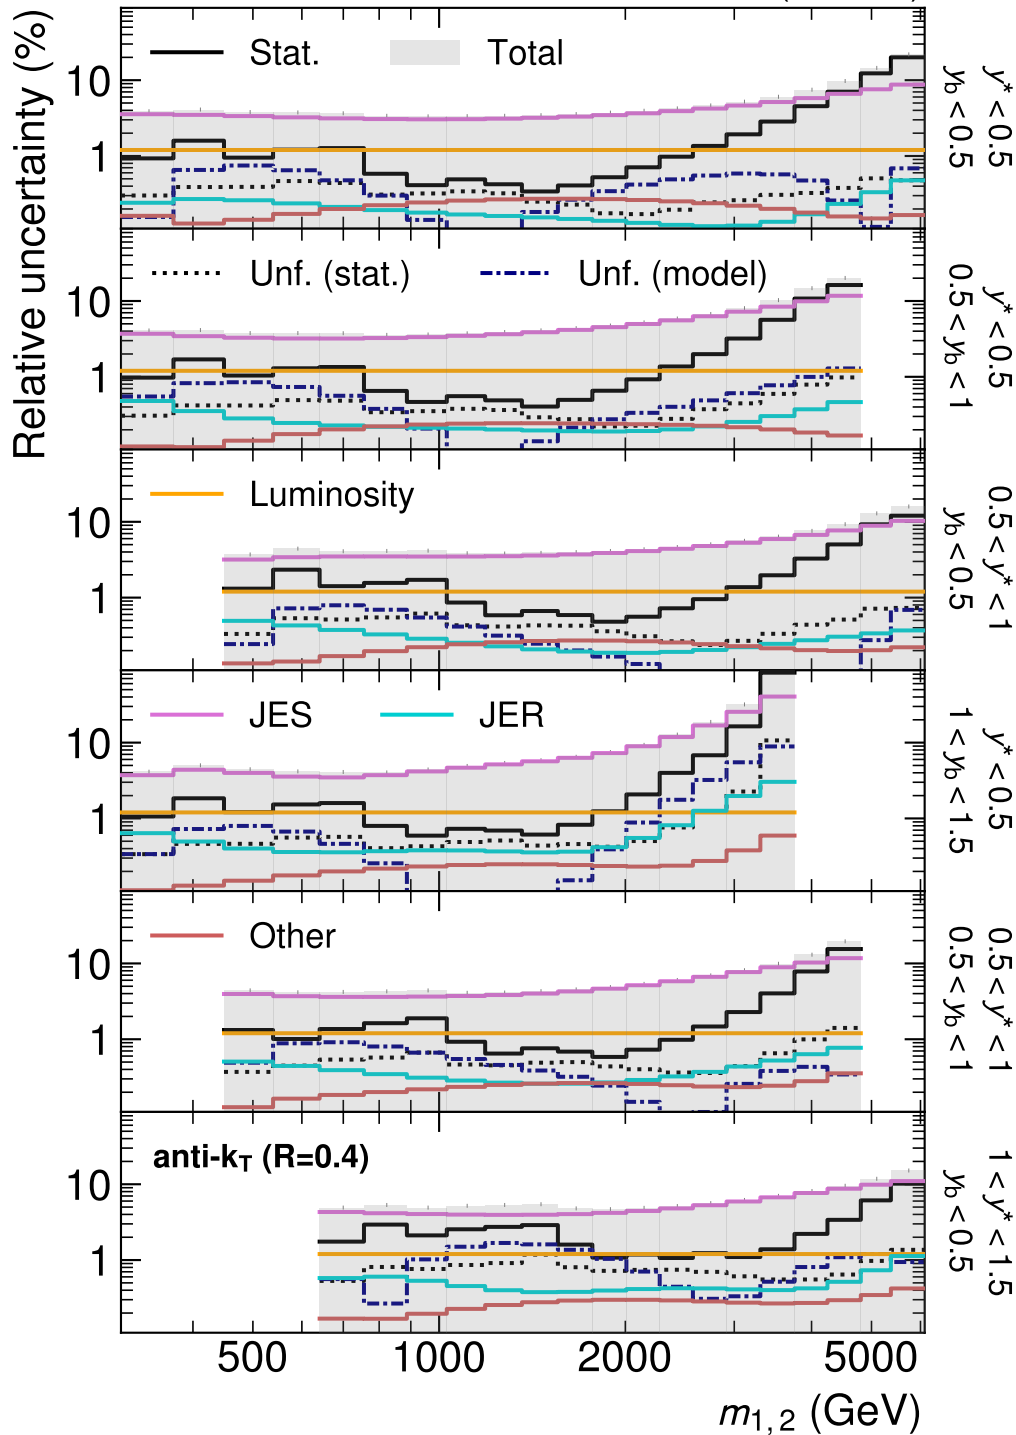 Relative uncertainty (%)
Stat.
Total
10
1
y* < 0.5
yb < 0.5
Unf. (stat.)
Unf. (model)
10
1
y* < 0.5
0.5 < yb < 1
Luminosity
10
1
0.5 < y* < 1
yb < 0.5
JES
JER
10
1
y* < 0.5
1 < yb < 1.5
Other
10
1
0.5 < y* < 1
0.5 < yb < 1
anti-kT (R=0.4)
10
1
1 < y* < 1.5
yb < 0.5
500 1000 2000 5000
m1,2 (GeV)